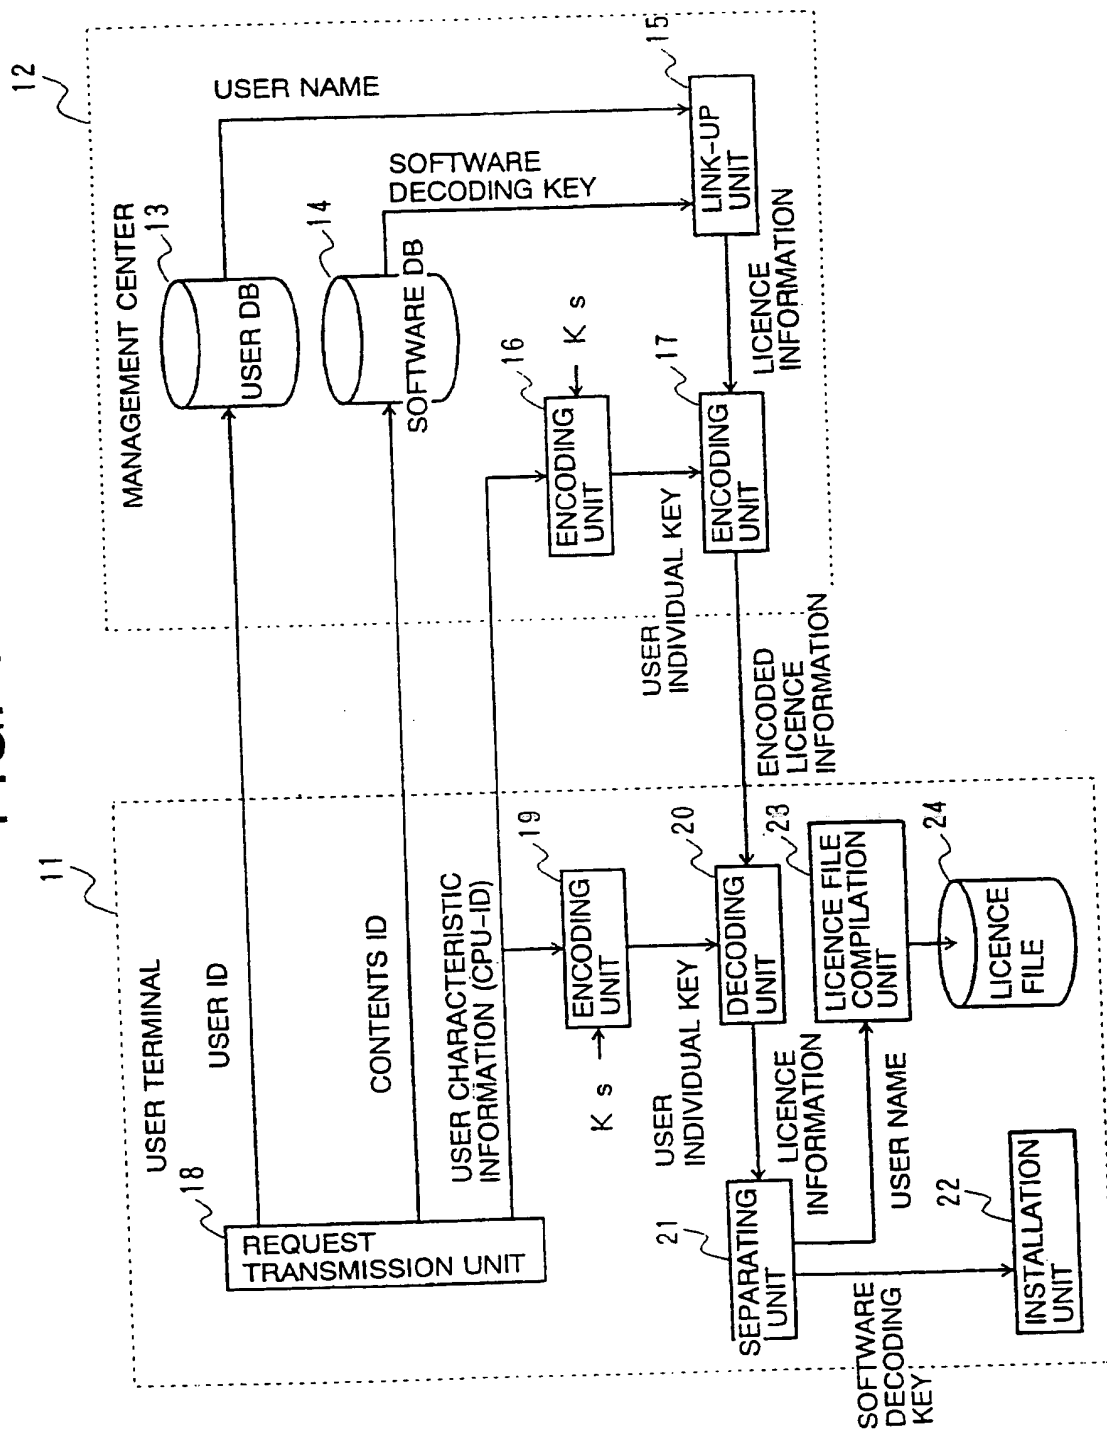 11
12
USER TERMINAL
MANAGEMENT CENTER
18
REQUEST
TRANSMISSION UNIT
USER ID
13
USER DB
USER NAME
CONTENTS ID
14
SOFTWARE DB
SOFTWARE
DECODING KEY
USER CHARACTERISTIC
INFORMATION (CPU-ID)
K s
19
ENCODING
UNIT
16
ENCODING
UNIT
K s
USER
INDIVIDUAL KEY
USER
INDIVIDUAL KEY
15
LINK-UP
UNIT
21
SEPARATING
UNIT
LICENCE
INFORMATION
20
DECODING
UNIT
ENCODED
LICENCE
INFORMATION
17
ENCODING
UNIT
LICENCE
INFORMATION
SOFTWARE
DECODING
KEY
USER NAME
23
LICENCE FILE
COMPILATION
UNIT
22
INSTALLATION
UNIT
24
LICENCE
FILE